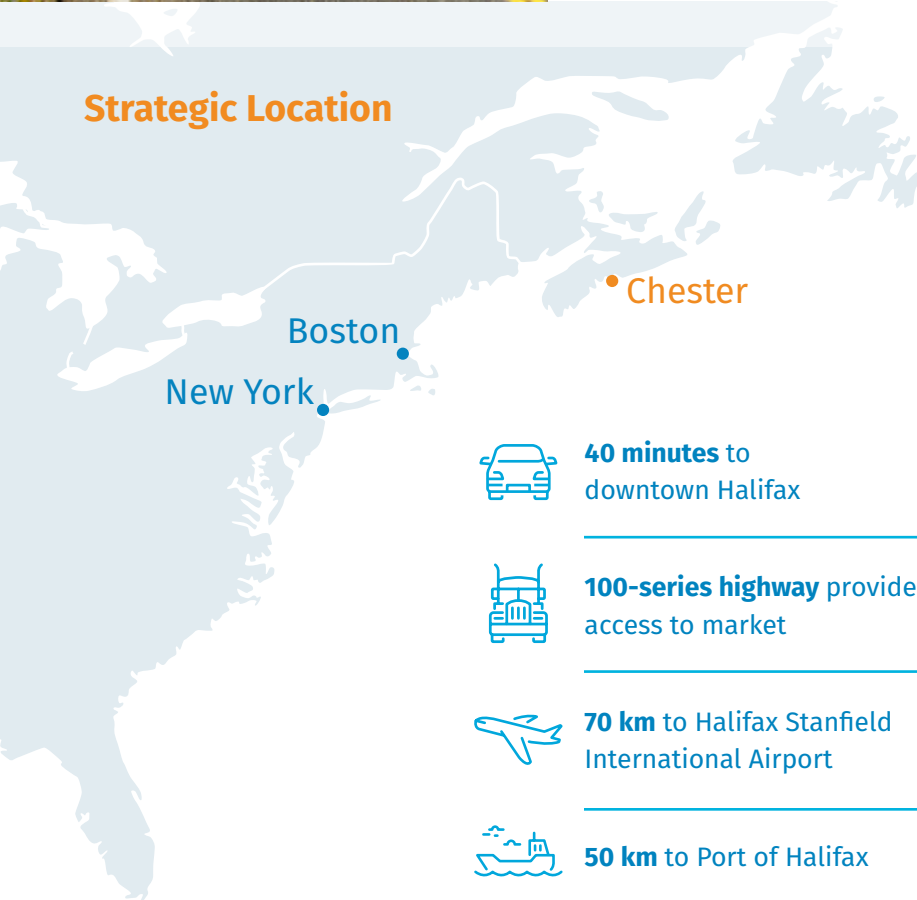 Strategic Location
Chester
Boston
New York
40 minutes to
downtown Halifax
100-series highway provide
access to market
70 km to Halifax Stanfield
International Airport
50 km to Port of Halifax